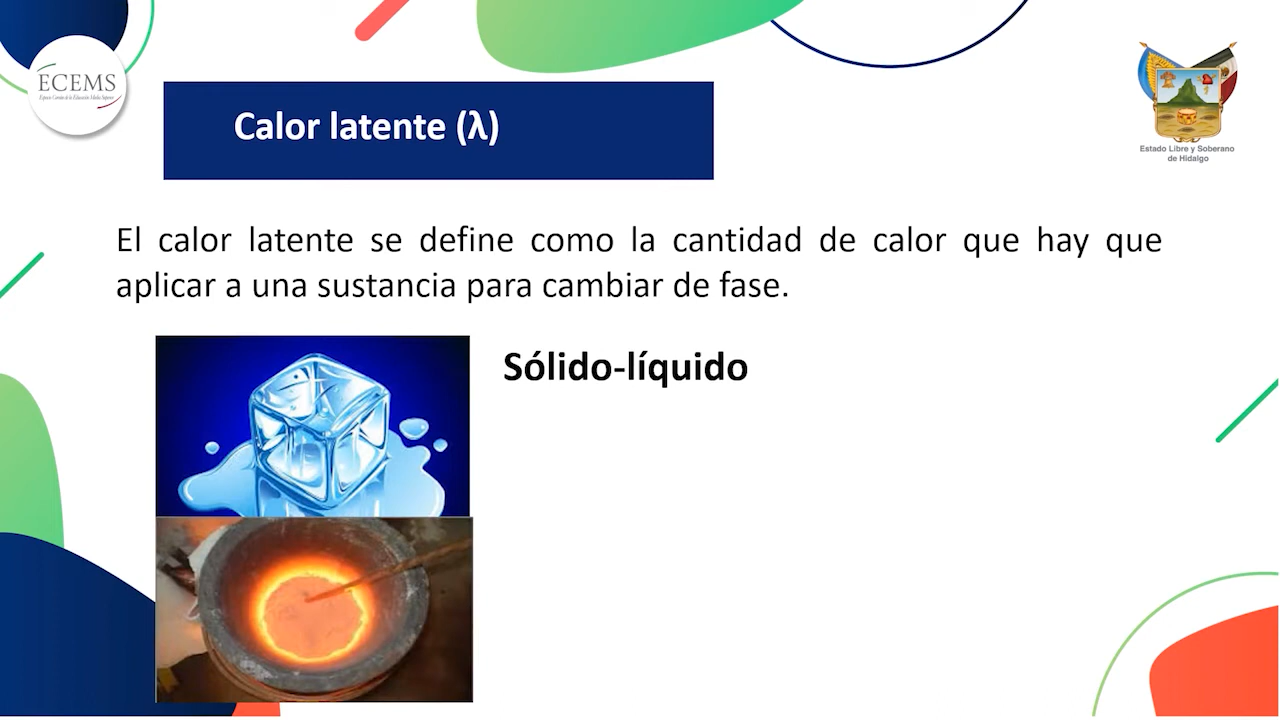 ECEMS
Espacio Común de la Educación Media Superior
Calor latente (λ)
Estado Libre y Soberano
de Hidalgo
El calor latente se define como la cantidad de calor que hay que
aplicar a una sustancia para cambiar de fase.
Sólido-líquido